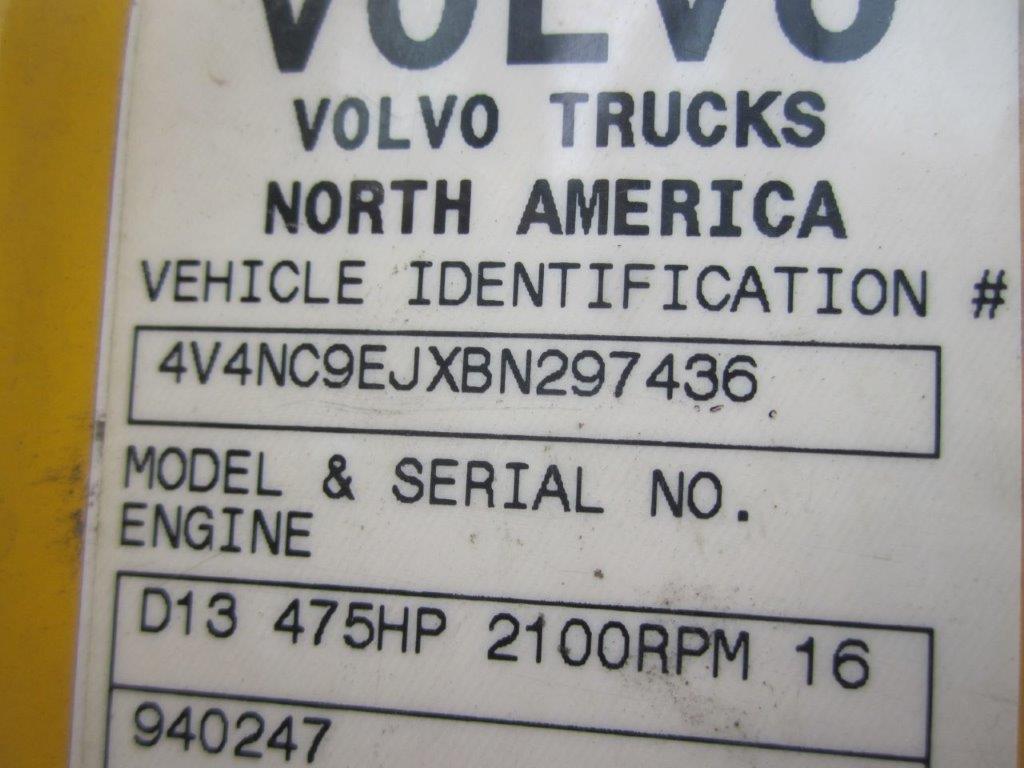 VOLVO
VOLVO TRUCKS
NORTH AMERICA
VEHICLE IDENTIFICATION #
4V4NC9EJXBN297436
MODEL & SERIAL NO.
ENGINE
D13 475HP 2100RPM 16
940247